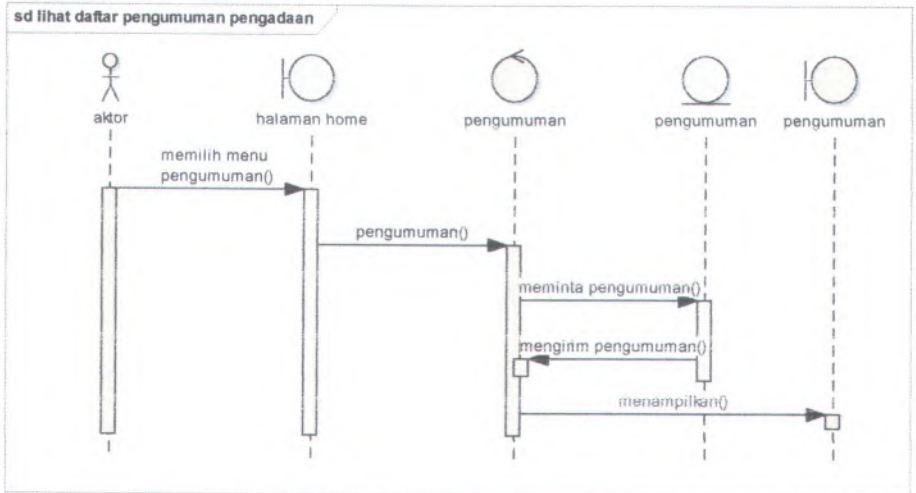 sd lihat daftar pengumuman pengadaan
aktor
halaman home
pengumuman
pengumuman
pengumuman
memilih menu
pengumuman()
pengumuman()
meminta pengumuman()
mengirim pengumuman()
menampilkan()